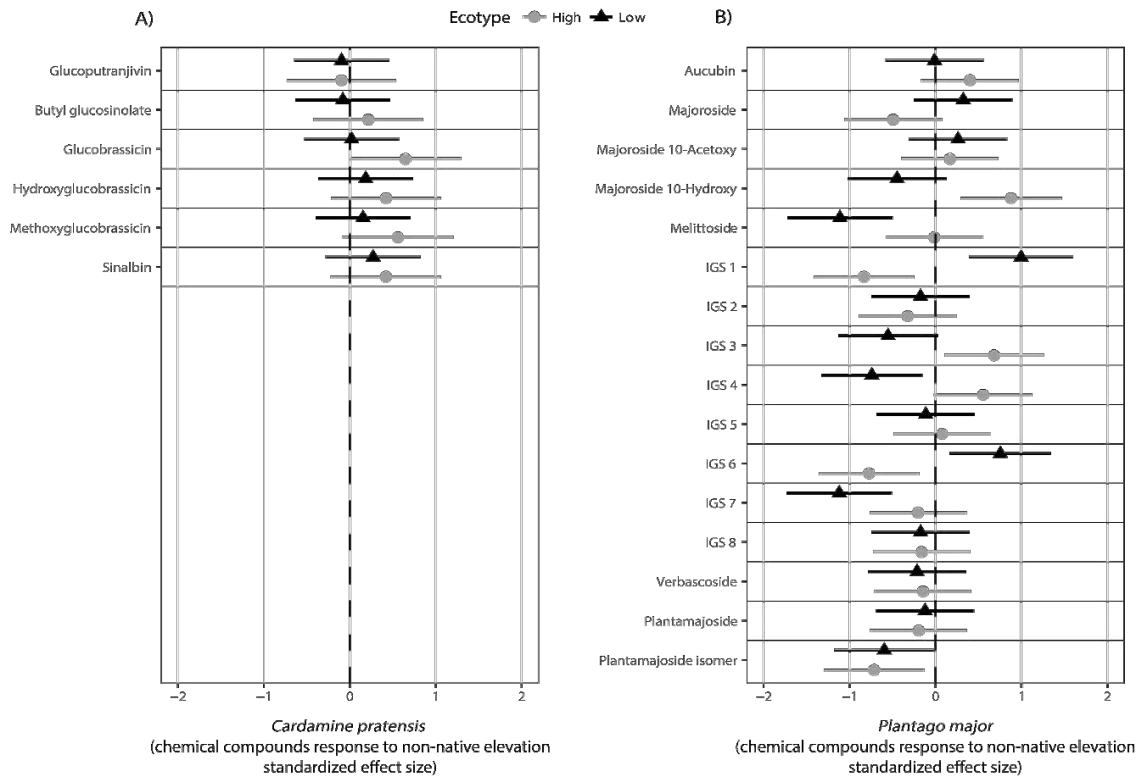 A)
Ecotype High Low
B)
Glucoputranjivin
Butyl glucosinolate
Glucobrassicin
Hydroxyglucobrassicin
Methoxyglucobrassicin
Sinalbin
−2 −1 0 1 2
Cardamine pratensis
(chemical compounds response to non-native elevation
standardized effect size)
Aucubin
Majoroside
Majoroside 10-Acetoxy
Majoroside 10-Hydroxy
Melittoside
IGS 1
IGS 2
IGS 3
IGS 4
IGS 5
IGS 6
IGS 7
IGS 8
Verbascoside
Plantamajoside
Plantamajoside isomer
−2 −1 0 1 2
Plantago major
(chemical compounds response to non-native elevation
standardized effect size)